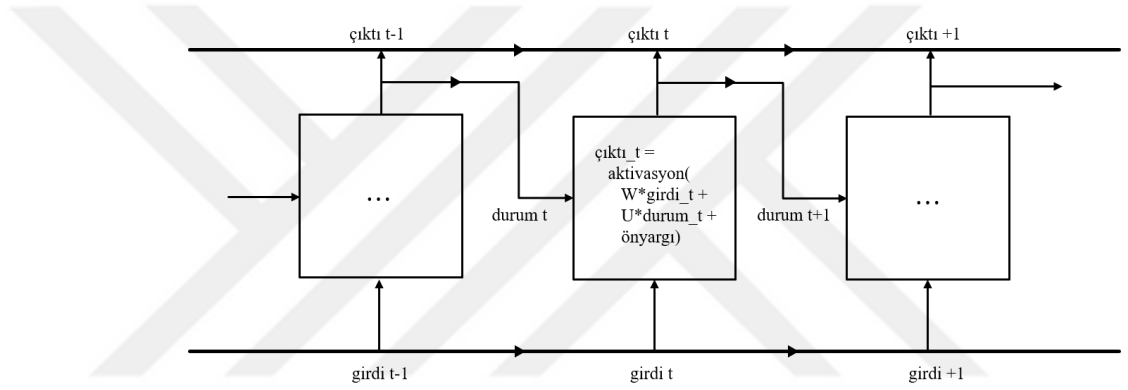 çıktı t-1
çıktı t
çıktı +1
çıktı_t =
aktivasyon(
W*girdi_t +
U*durum_t +
önyargı)
...
...
durum t
durum t+1
girdi t-1
girdi t
girdi +1